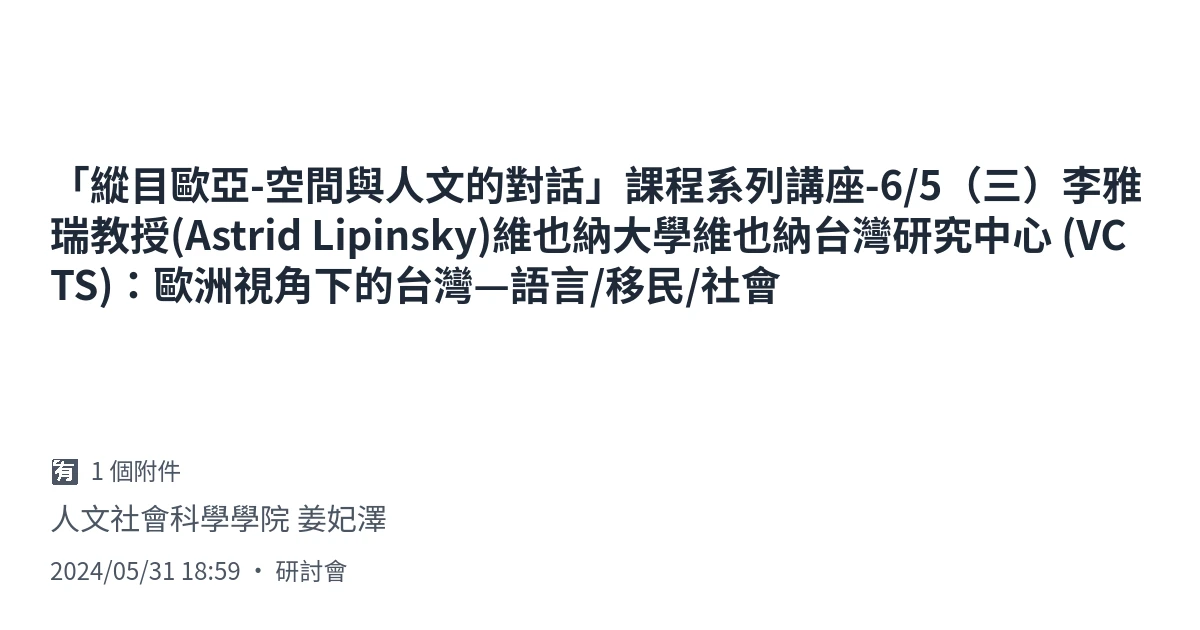 「縱目歐亞-空間與人文的對話」課程系列講座-6/5（三）李雅
瑞教授(Astrid Lipinsky)維也納大學維也納台灣研究中心 (VC
TS)：歐洲視角下的台灣—語言/移民/社會
有 1 個附件
人文社會科學學院 姜妃澤
2024/05/31 18:59 ・ 研討會